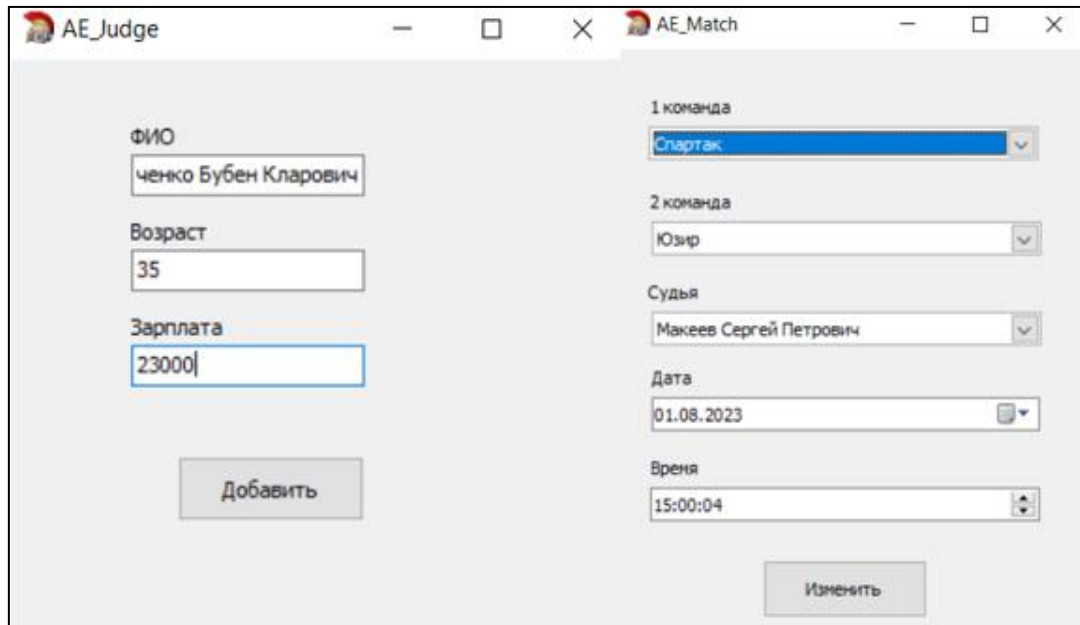 AE_Judge
ФИО
ченко Бубен Кларович
Возраст
35
Зарплата
23000
Добавить
AE_Match
1 команда
Спартак
2 команда
Юзир
Судья
Макеев Сергей Петрович
Дата
01.08.2023
Время
15:00:04
Изменить